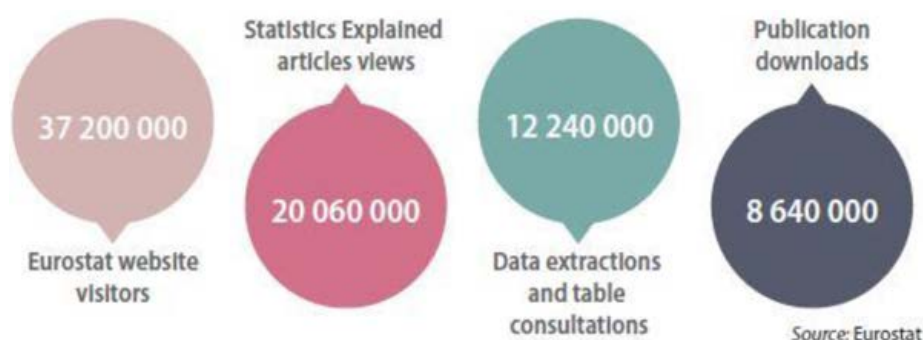 37 200 000
Eurostat website
visitors
Statistics Explained
articles views
20 060 000
12 240 000
Data extractions
and table
consultations
Publication
downloads
8 640 000
Source: Eurostat